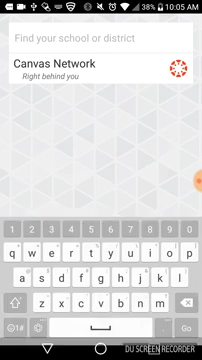 38% 10:05 AM
Find your school or district
Canvas Network
Right behind you
1 2 3 4 5 6 7 8 9 0
q w e r t y u i o p
a s d f g h j k l
z x c v b n m
☺1# Go
DU SCREEN RECORDER